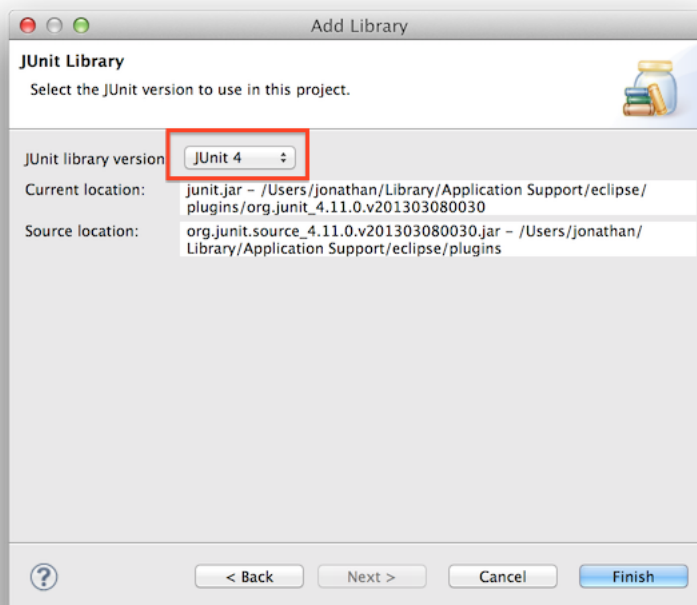 Add Library
JUnit Library
Select the JUnit version to use in this project.
JUnit library version
JUnit 4
Current location:
junit.jar – /Users/jonathan/Library/Application Support/eclipse/
plugins/org.junit_4.11.0.v201303080030
Source location:
org.junit.source_4.11.0.v201303080030.jar – /Users/jonathan/
Library/Application Support/eclipse/plugins
?
< Back
Next >
Cancel
Finish